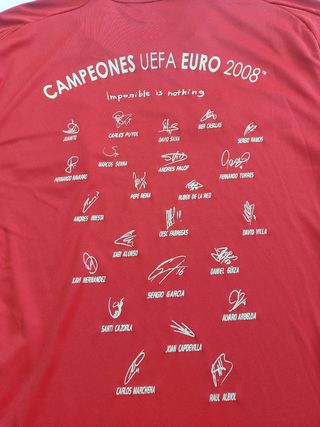 CAMPEONES UEFA EURO 2008™
Impossible is nothing
JUANITO CARLES PUYOL DAVID SILVA IKER CASILLAS SERGIO RAMOS
FERNANDO NAVARRO MARCOS SENNA ANDRES PALOP FERNANDO TORRES
PEPE REINA RUBEN DE LA RED
ANDRES INIESTA CESC FABREGAS DAVID VILLA
XABI ALONSO
XAVI HERNANDEZ SERGIO GARCIA DANIEL GÜIZA
SANTI CAZORLA ALVARO ARBELOA
JOAN CAPDEVILLA
CARLOS MARCHENA RAUL ALBIOL